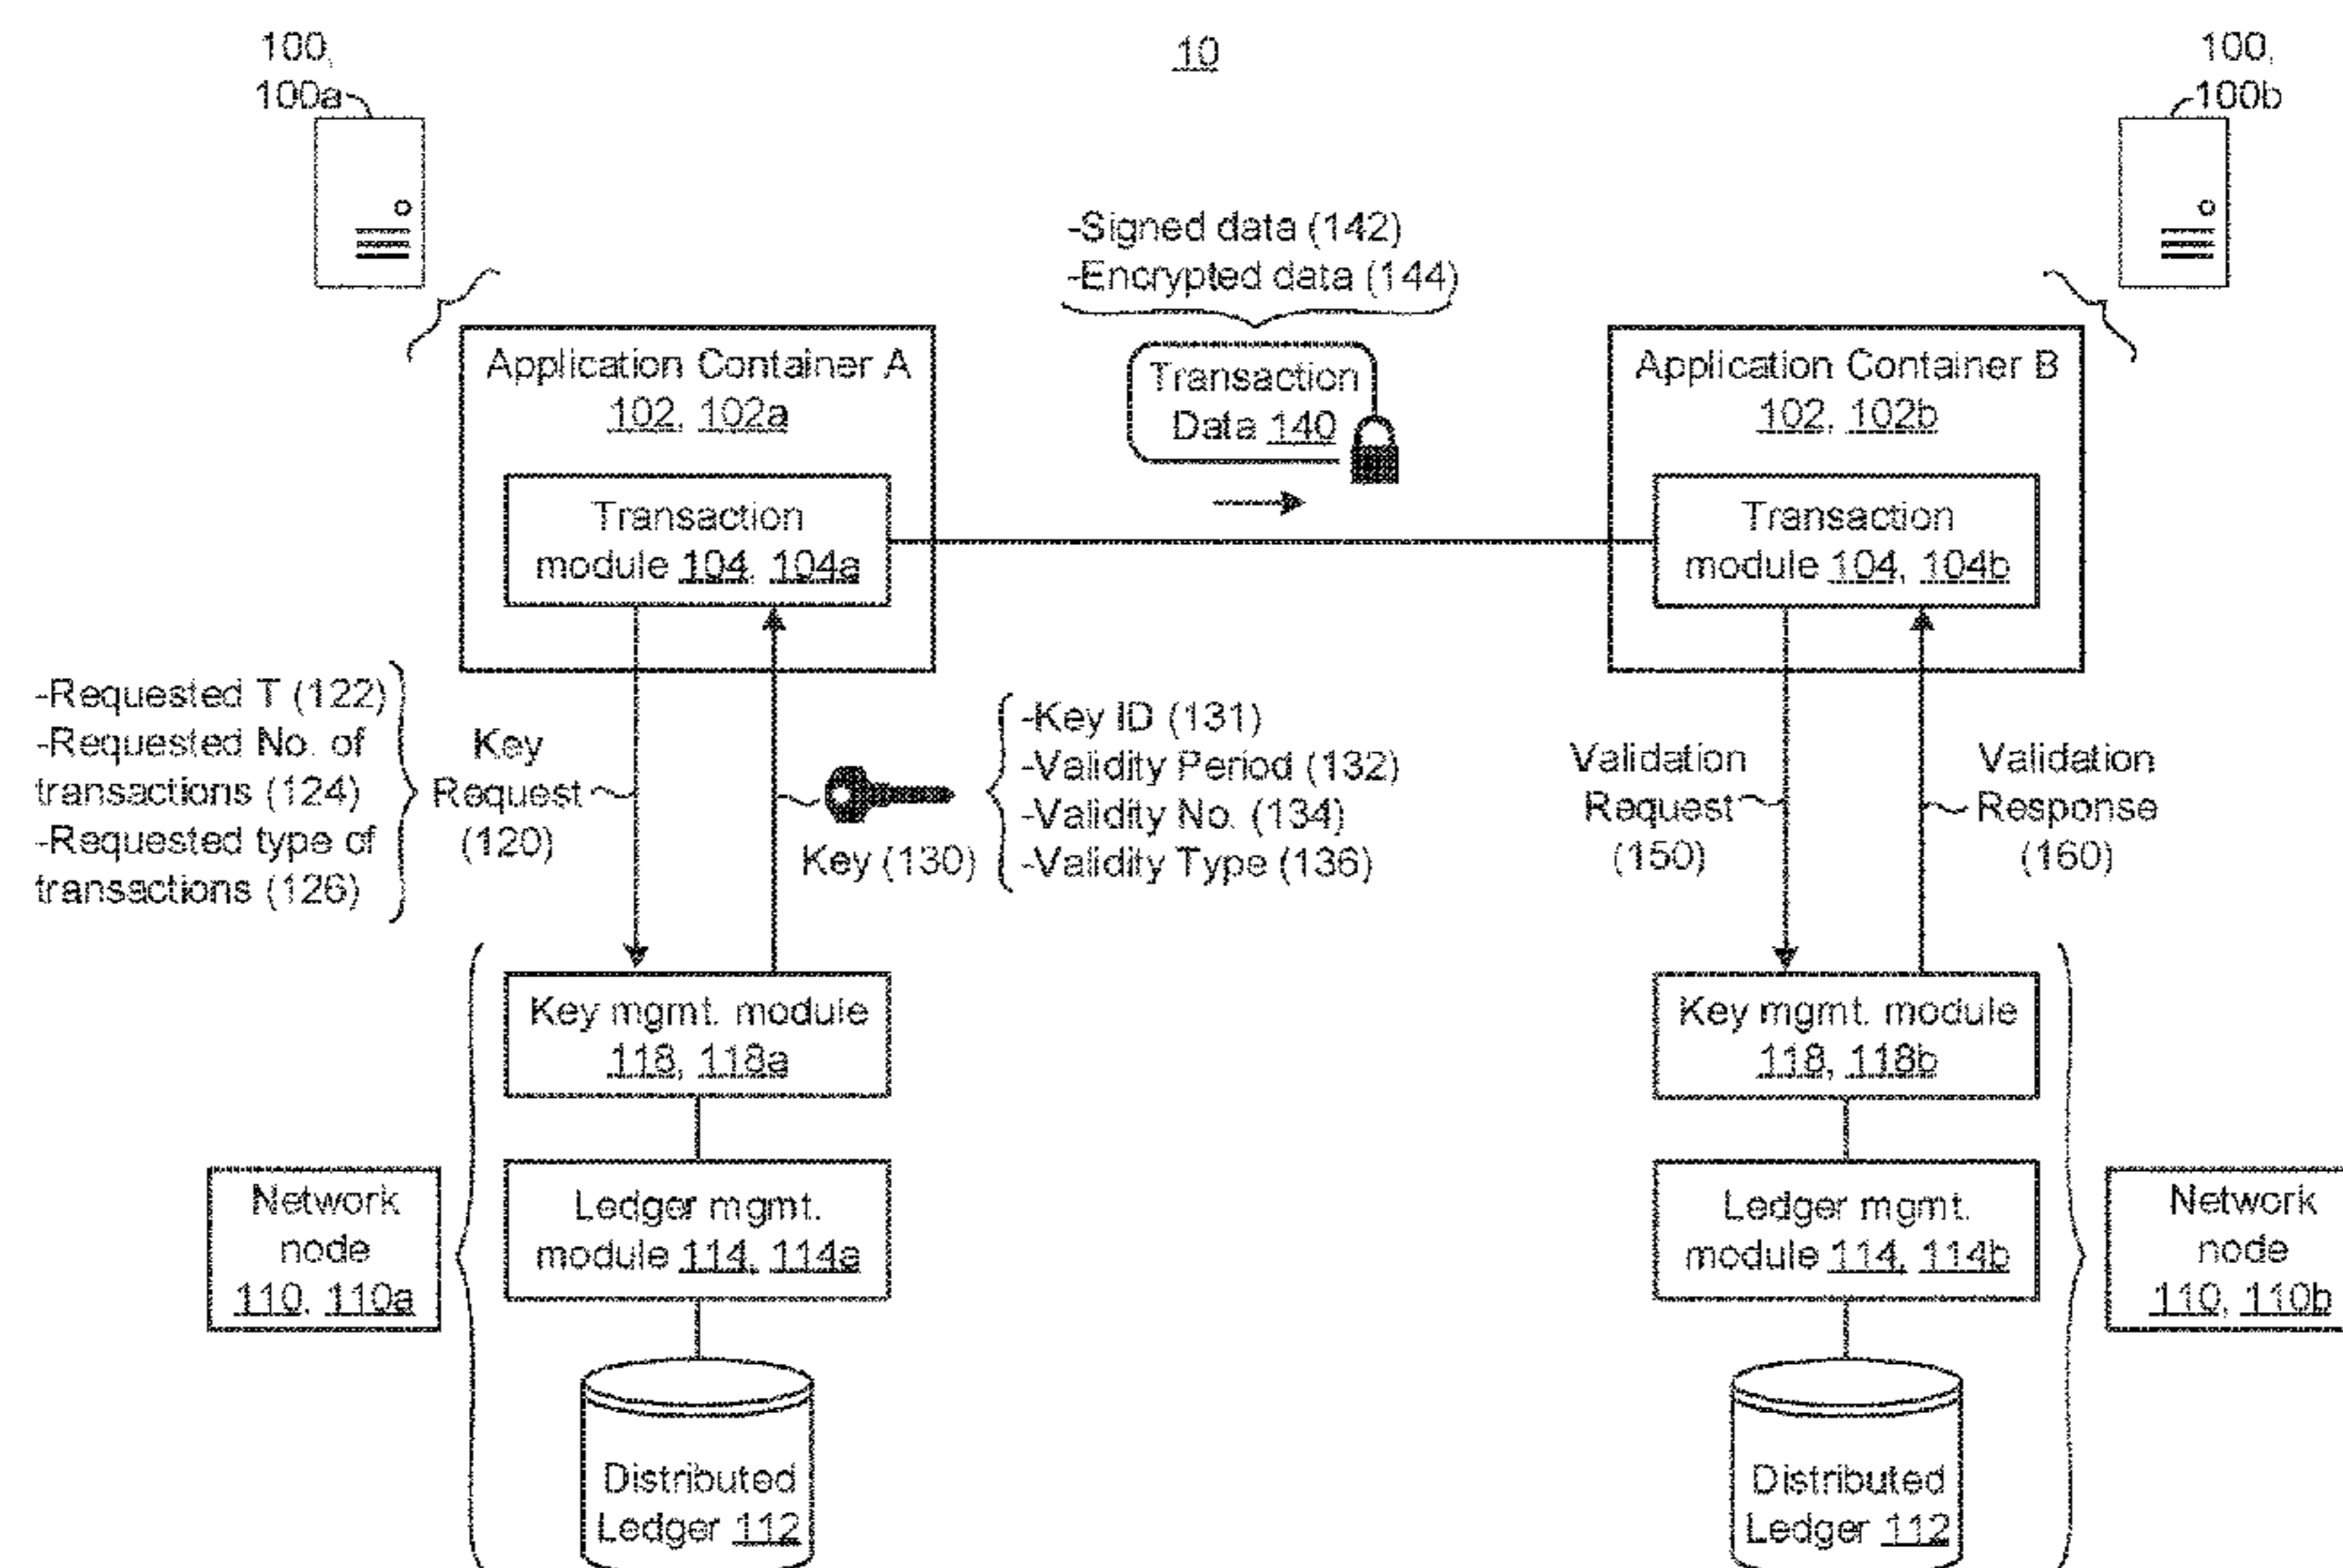 10
100,
100a
100,
100b
-Signed data (142)
-Encrypted data (144)
Application Container A
102, 102a
Transaction
Data 140
Application Container B
102, 102b
Transaction
module 104, 104a
Transaction
module 104, 104b
-Requested T (122)
-Requested No. of
transactions (124)
-Requested type of
transactions (126)
Key
Request
(120)
Key (130)
-Key ID (131)
-Validity Period (132)
-Validity No. (134)
-Validity Type (136)
Validation
Request
(150)
Validation
Response
(160)
Key mgmt. module
118, 118a
Key mgmt. module
118, 118b
Network
node
110, 110a
Ledger mgmt.
module 114, 114a
Ledger mgmt.
module 114, 114b
Network
node
110, 110b
Distributed
Ledger 112
Distributed
Ledger 112